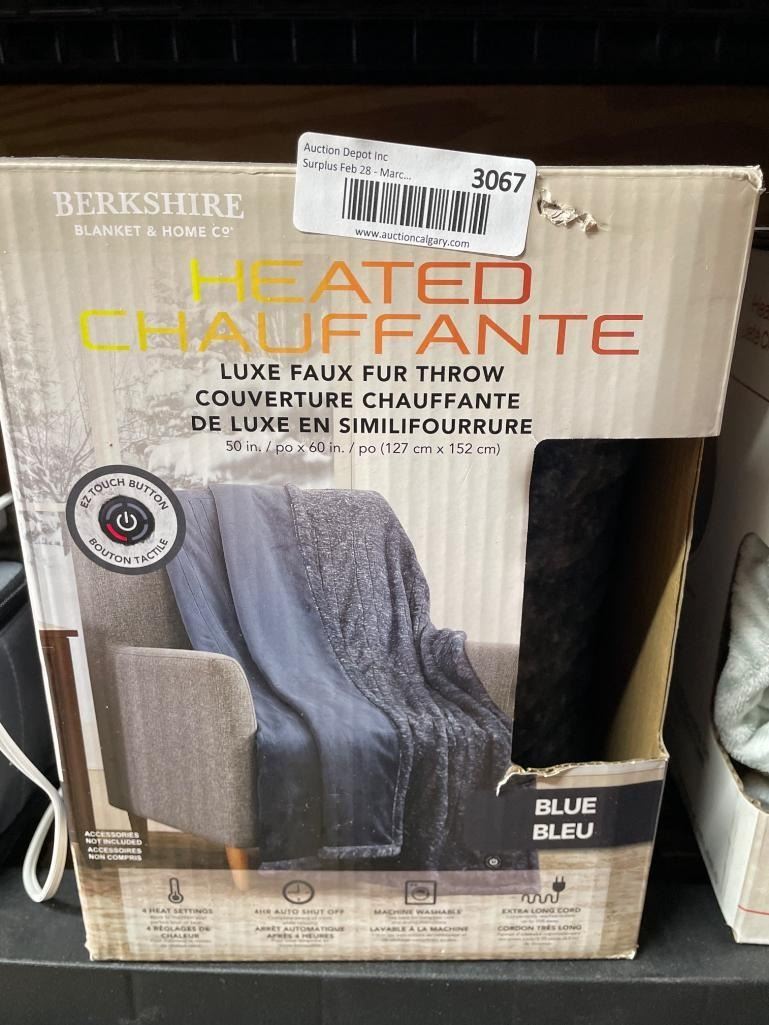 Auction Depot Inc
Surplus Feb 28 - Marc...
3067
www.auctioncalgary.com
BERKSHIRE
BLANKET & HOME Cº
HEATED
CHAUFFANTE
LUXE FAUX FUR THROW
COUVERTURE CHAUFFANTE
DE LUXE EN SIMILIFOURRURE
50 in. / po x 60 in. / po (127 cm x 152 cm)
EZ TOUCH BUTTON
BOUTON TACTILE
BLUE
BLEU
ACCESSORIES
NOT INCLUDED
ACCESSOIRES
NON COMPRIS
4 HEAT SETTINGS
4 RÉGLAGES DE
CHALEUR
4HR AUTO SHUT OFF
ARRÊT AUTOMATIQUE
APRÈS 4 HEURES
MACHINE WASHABLE
LAVABLE À LA MACHINE
EXTRA LONG CORD
CORDON TRÈS LONG